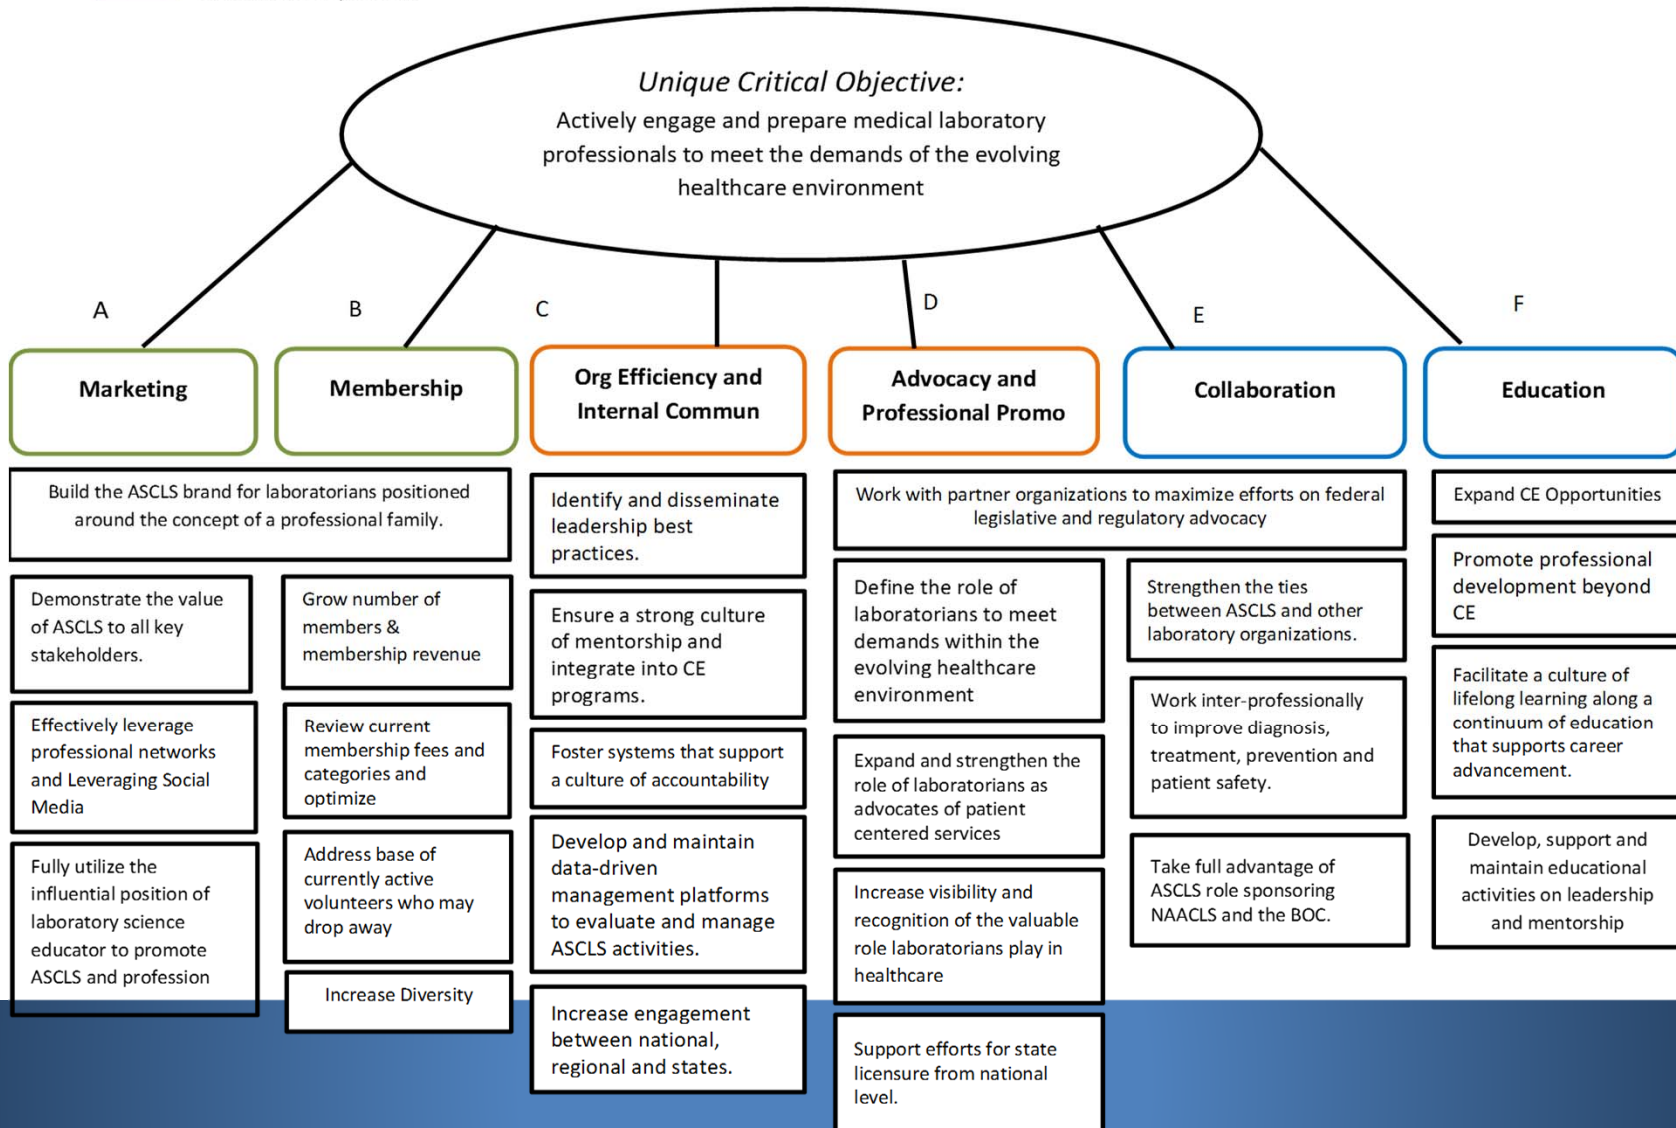 Unique Critical Objective:
Actively engage and prepare medical laboratory
professionals to meet the demands of the evolving
healthcare environment
A
B
C
D
E
F
Marketing
Membership
Org Efficiency and
Internal Commun
Advocacy and
Professional Promo
Collaboration
Education
Build the ASCLS brand for laboratorians positioned
around the concept of a professional family.
Demonstrate the value
of ASCLS to all key
stakeholders.
Effectively leverage
professional networks
and Leveraging Social
Media
Fully utilize the
influential position of
laboratory science
educator to promote
ASCLS and profession
Grow number of
members &
membership revenue
Review current
membership fees and
categories and
optimize
Address base of
currently active
volunteers who may
drop away
Increase Diversity
Identify and disseminate
leadership best
practices.
Ensure a strong culture
of mentorship and
integrate into CE
programs.
Foster systems that support
a culture of accountability
Develop and maintain
data-driven
management platforms
to evaluate and manage
ASCLS activities.
Increase engagement
between national,
regional and states.
Work with partner organizations to maximize efforts on federal
legislative and regulatory advocacy
Define the role of
laboratorians to meet
demands within the
evolving healthcare
environment
Expand and strengthen the
role of laboratorians as
advocates of patient
centered services
Increase visibility and
recognition of the valuable
role laboratorians play in
healthcare
Support efforts for state
licensure from national
level.
Strengthen the ties
between ASCLS and other
laboratory organizations.
Work inter-professionally
to improve diagnosis,
treatment, prevention and
patient safety.
Take full advantage of
ASCLS role sponsoring
NAACLS and the BOC.
Expand CE Opportunities
Promote professional
development beyond
CE
Facilitate a culture of
lifelong learning along a
continuum of education
that supports career
advancement.
Develop, support and
maintain educational
activities on leadership
and mentorship